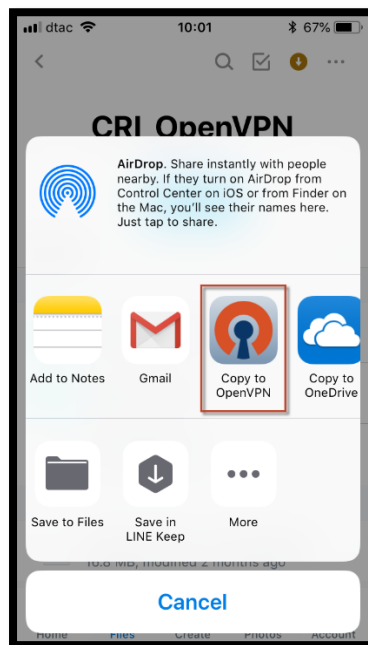 dtac 10:01 67%
CRI OpenVPN
AirDrop. Share instantly with people
nearby. If they turn on AirDrop from
Control Center on iOS or from Finder on
the Mac, you'll see their names here.
Just tap to share.
Add to Notes
Gmail
Copy to
OpenVPN
Copy to
OneDrive
Save to Files
Save in
LINE Keep
More
16.8 MB, modified 2 months ago
Cancel
Home Files Create Photos Account